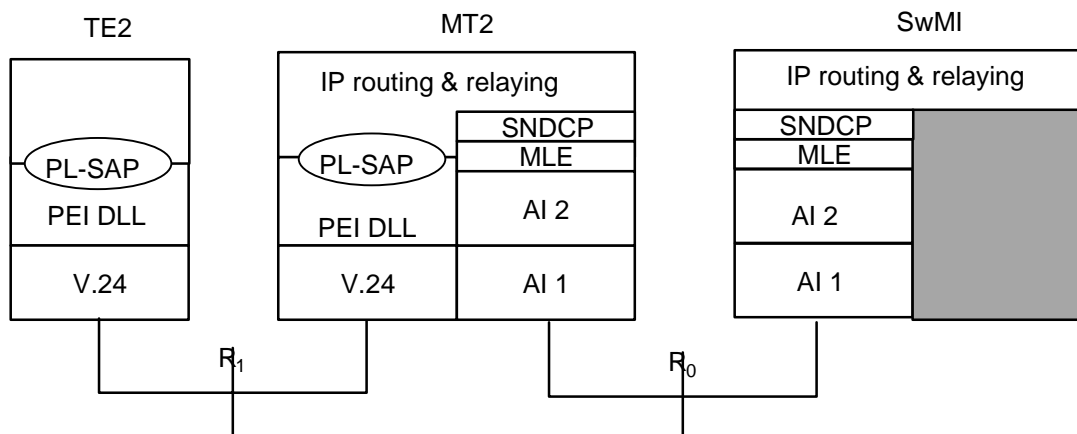 TE2
MT2
SwMI
IP routing & relaying
IP routing & relaying
SNDCP
SNDCP
MLE
MLE
PL-SAP
PL-SAP
AI 2
AI 2
PEI DLL
PEI DLL
V.24
V.24
AI 1
AI 1
R₁
R₀